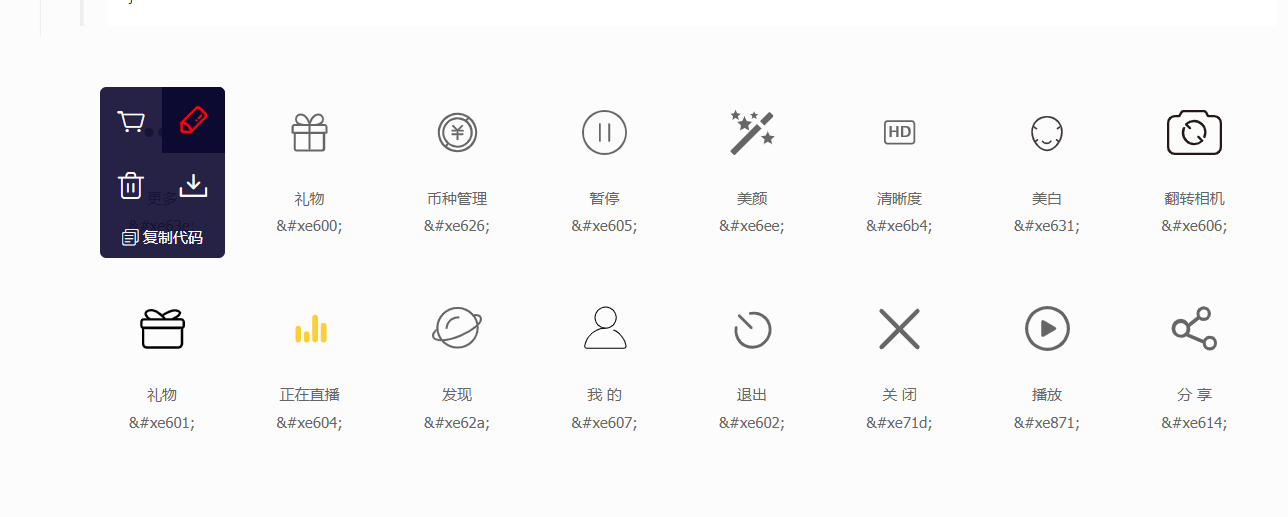 更多
礼物
币种管理
暂停
美颜
HD
清晰度
美白
翻转相机
&#xe600;
&#xe626;
&#xe605;
&#xe6ee;
&#xe6b4;
&#xe631;
&#xe606;
复制代码
礼物
正在直播
发现
我 的
退出
关 闭
播放
分 享
&#xe601;
&#xe604;
&#xe62a;
&#xe607;
&#xe602;
&#xe71d;
&#xe871;
&#xe614;